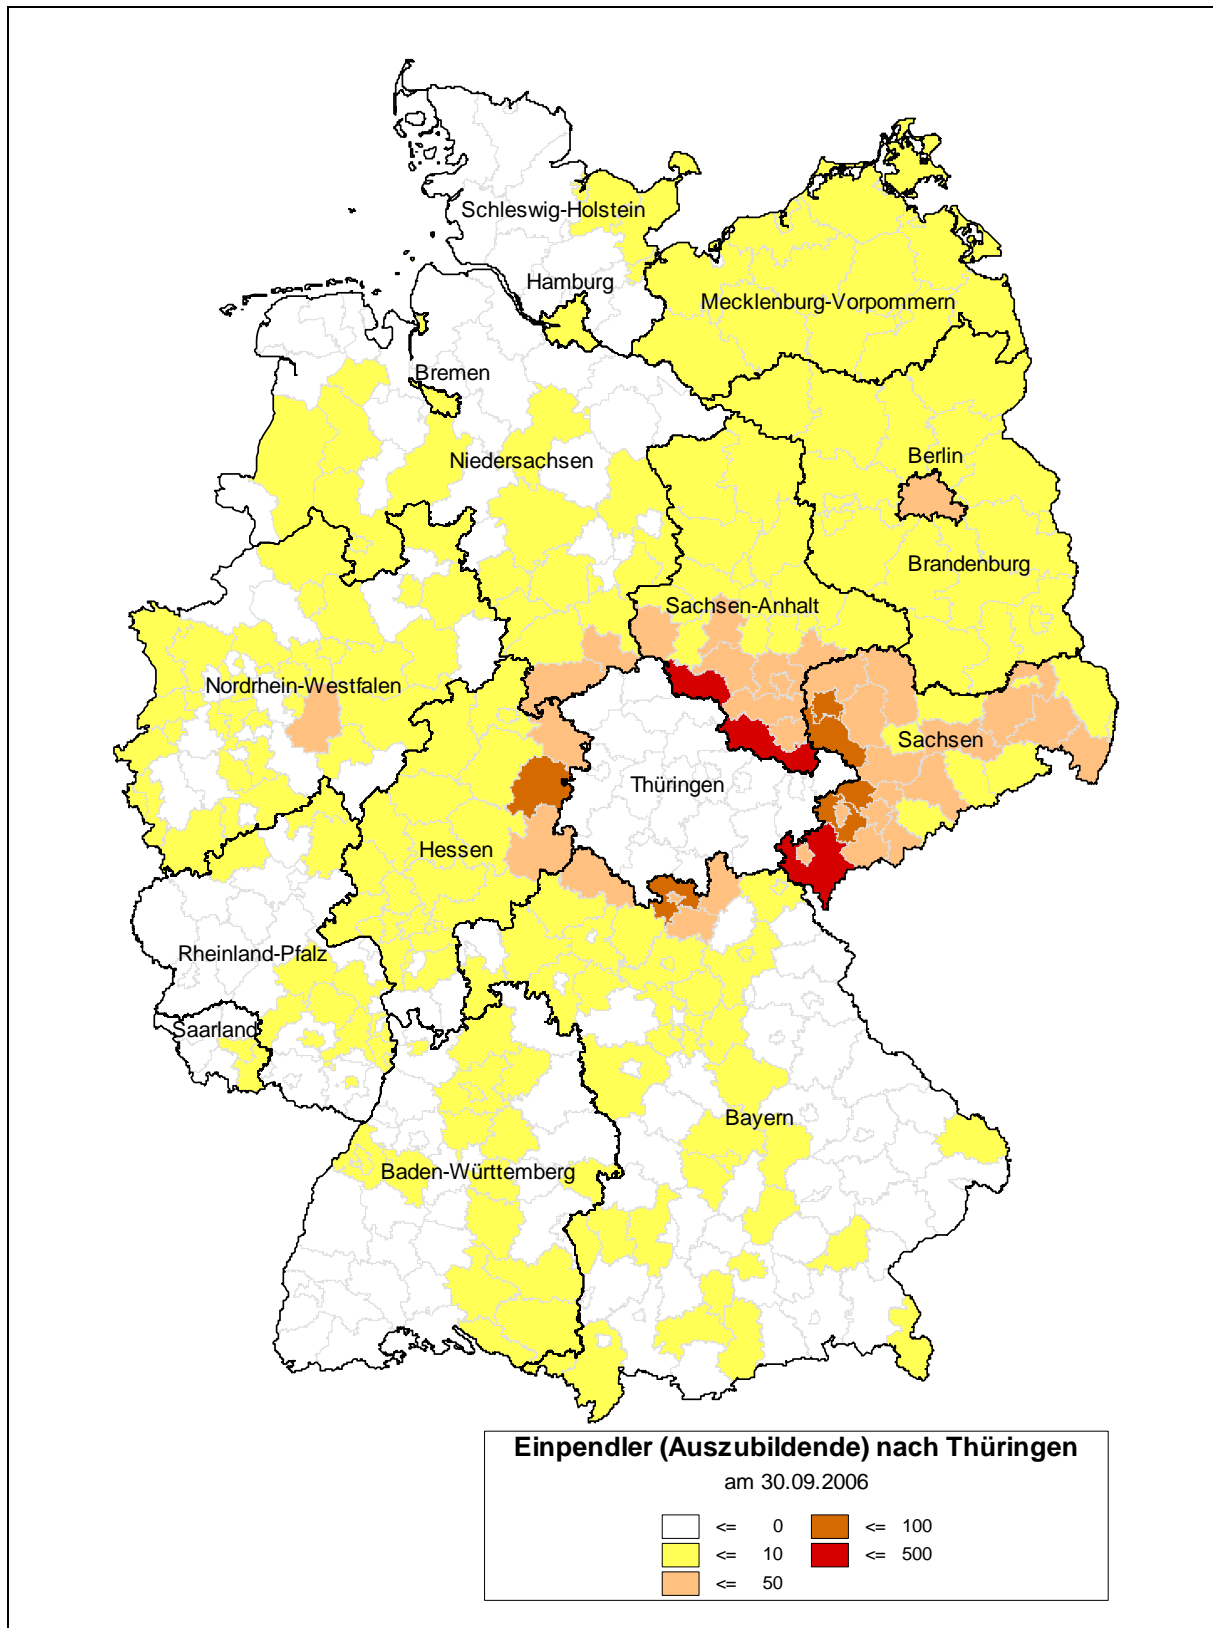 Schleswig-Holstein
Hamburg
Mecklenburg-Vorpommern
Bremen
Niedersachsen
Berlin
Brandenburg
Sachsen-Anhalt
Nordrhein-Westfalen
Sachsen
Thüringen
Hessen
Rheinland-Pfalz
Saarland
Bayern
Baden-Württemberg
Einpendler (Auszubildende) nach Thüringen
am 30.09.2006
<= 0 <= 100
<= 10 <= 500
<= 50